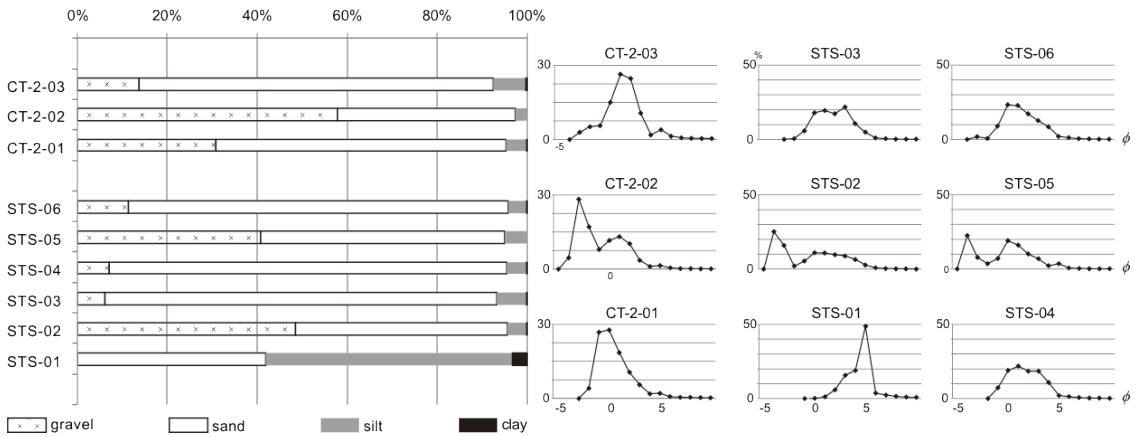 0% 20% 40% 60% 80% 100%
CT-2-03
CT-2-02
CT-2-01
STS-06
STS-05
STS-04
STS-03
STS-02
STS-01
gravel sand silt clay
CT-2-03 STS-03 STS-06
30 % 50 50
0 0 0 ϕ
-5
CT-2-02 STS-02 STS-05
30 50 50
0 0 0 ϕ
0
CT-2-01 STS-01 STS-04
30 50 50
0 0 0
-5 0 5 -5 0 5 -5 0 5 ϕ